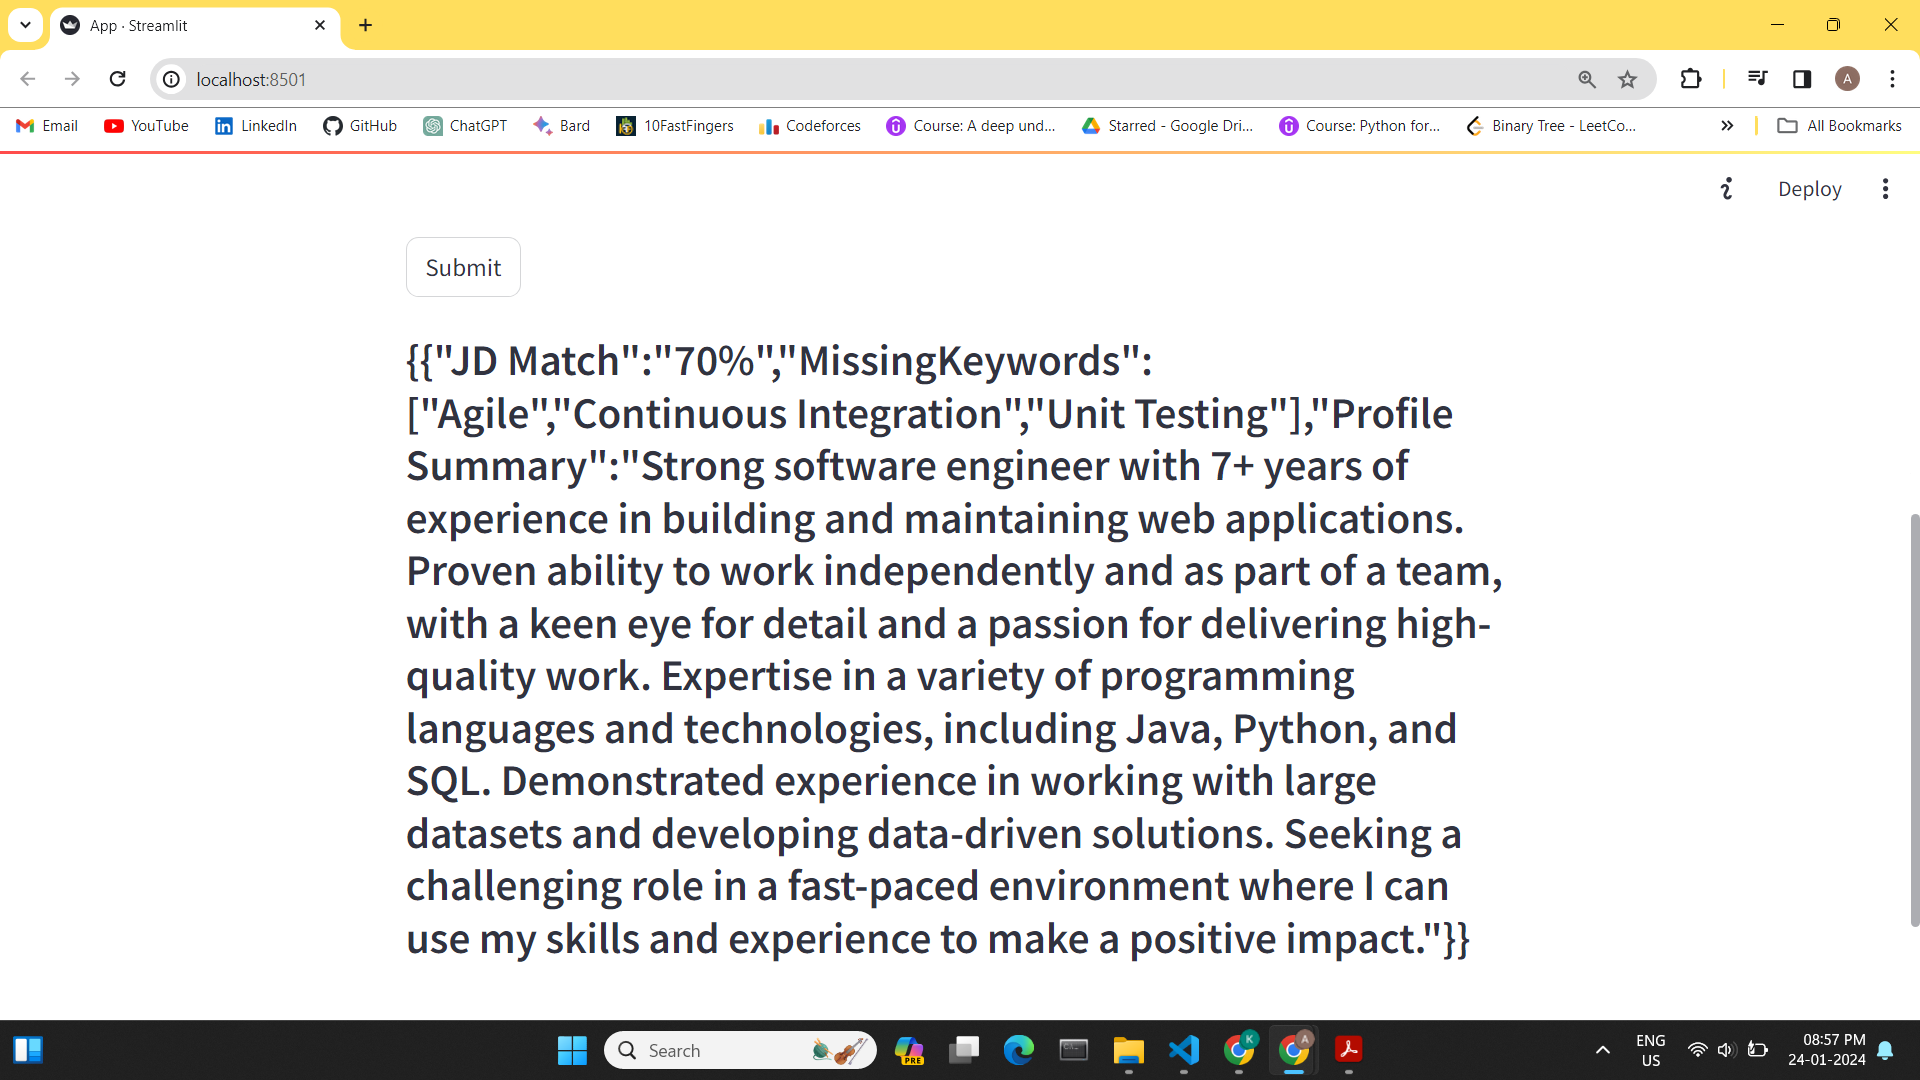 App · Streamlit
localhost:8501
A
Email
YouTube
LinkedIn
GitHub
ChatGPT
Bard
10FastFingers
Codeforces
Course: A deep und...
Starred - Google Dri...
Course: Python for...
Binary Tree - LeetCo...
All Bookmarks
Deploy
Submit
{{"JD Match":"70%","MissingKeywords":
["Agile","Continuous Integration","Unit Testing"],"Profile
Summary":"Strong software engineer with 7+ years of
experience in building and maintaining web applications.
Proven ability to work independently and as part of a team,
with a keen eye for detail and a passion for delivering high-
quality work. Expertise in a variety of programming
languages and technologies, including Java, Python, and
SQL. Demonstrated experience in working with large
datasets and developing data-driven solutions. Seeking a
challenging role in a fast-paced environment where I can
use my skills and experience to make a positive impact."}}
Search
PRE
K
A
ENG
US
08:57 PM
24-01-2024